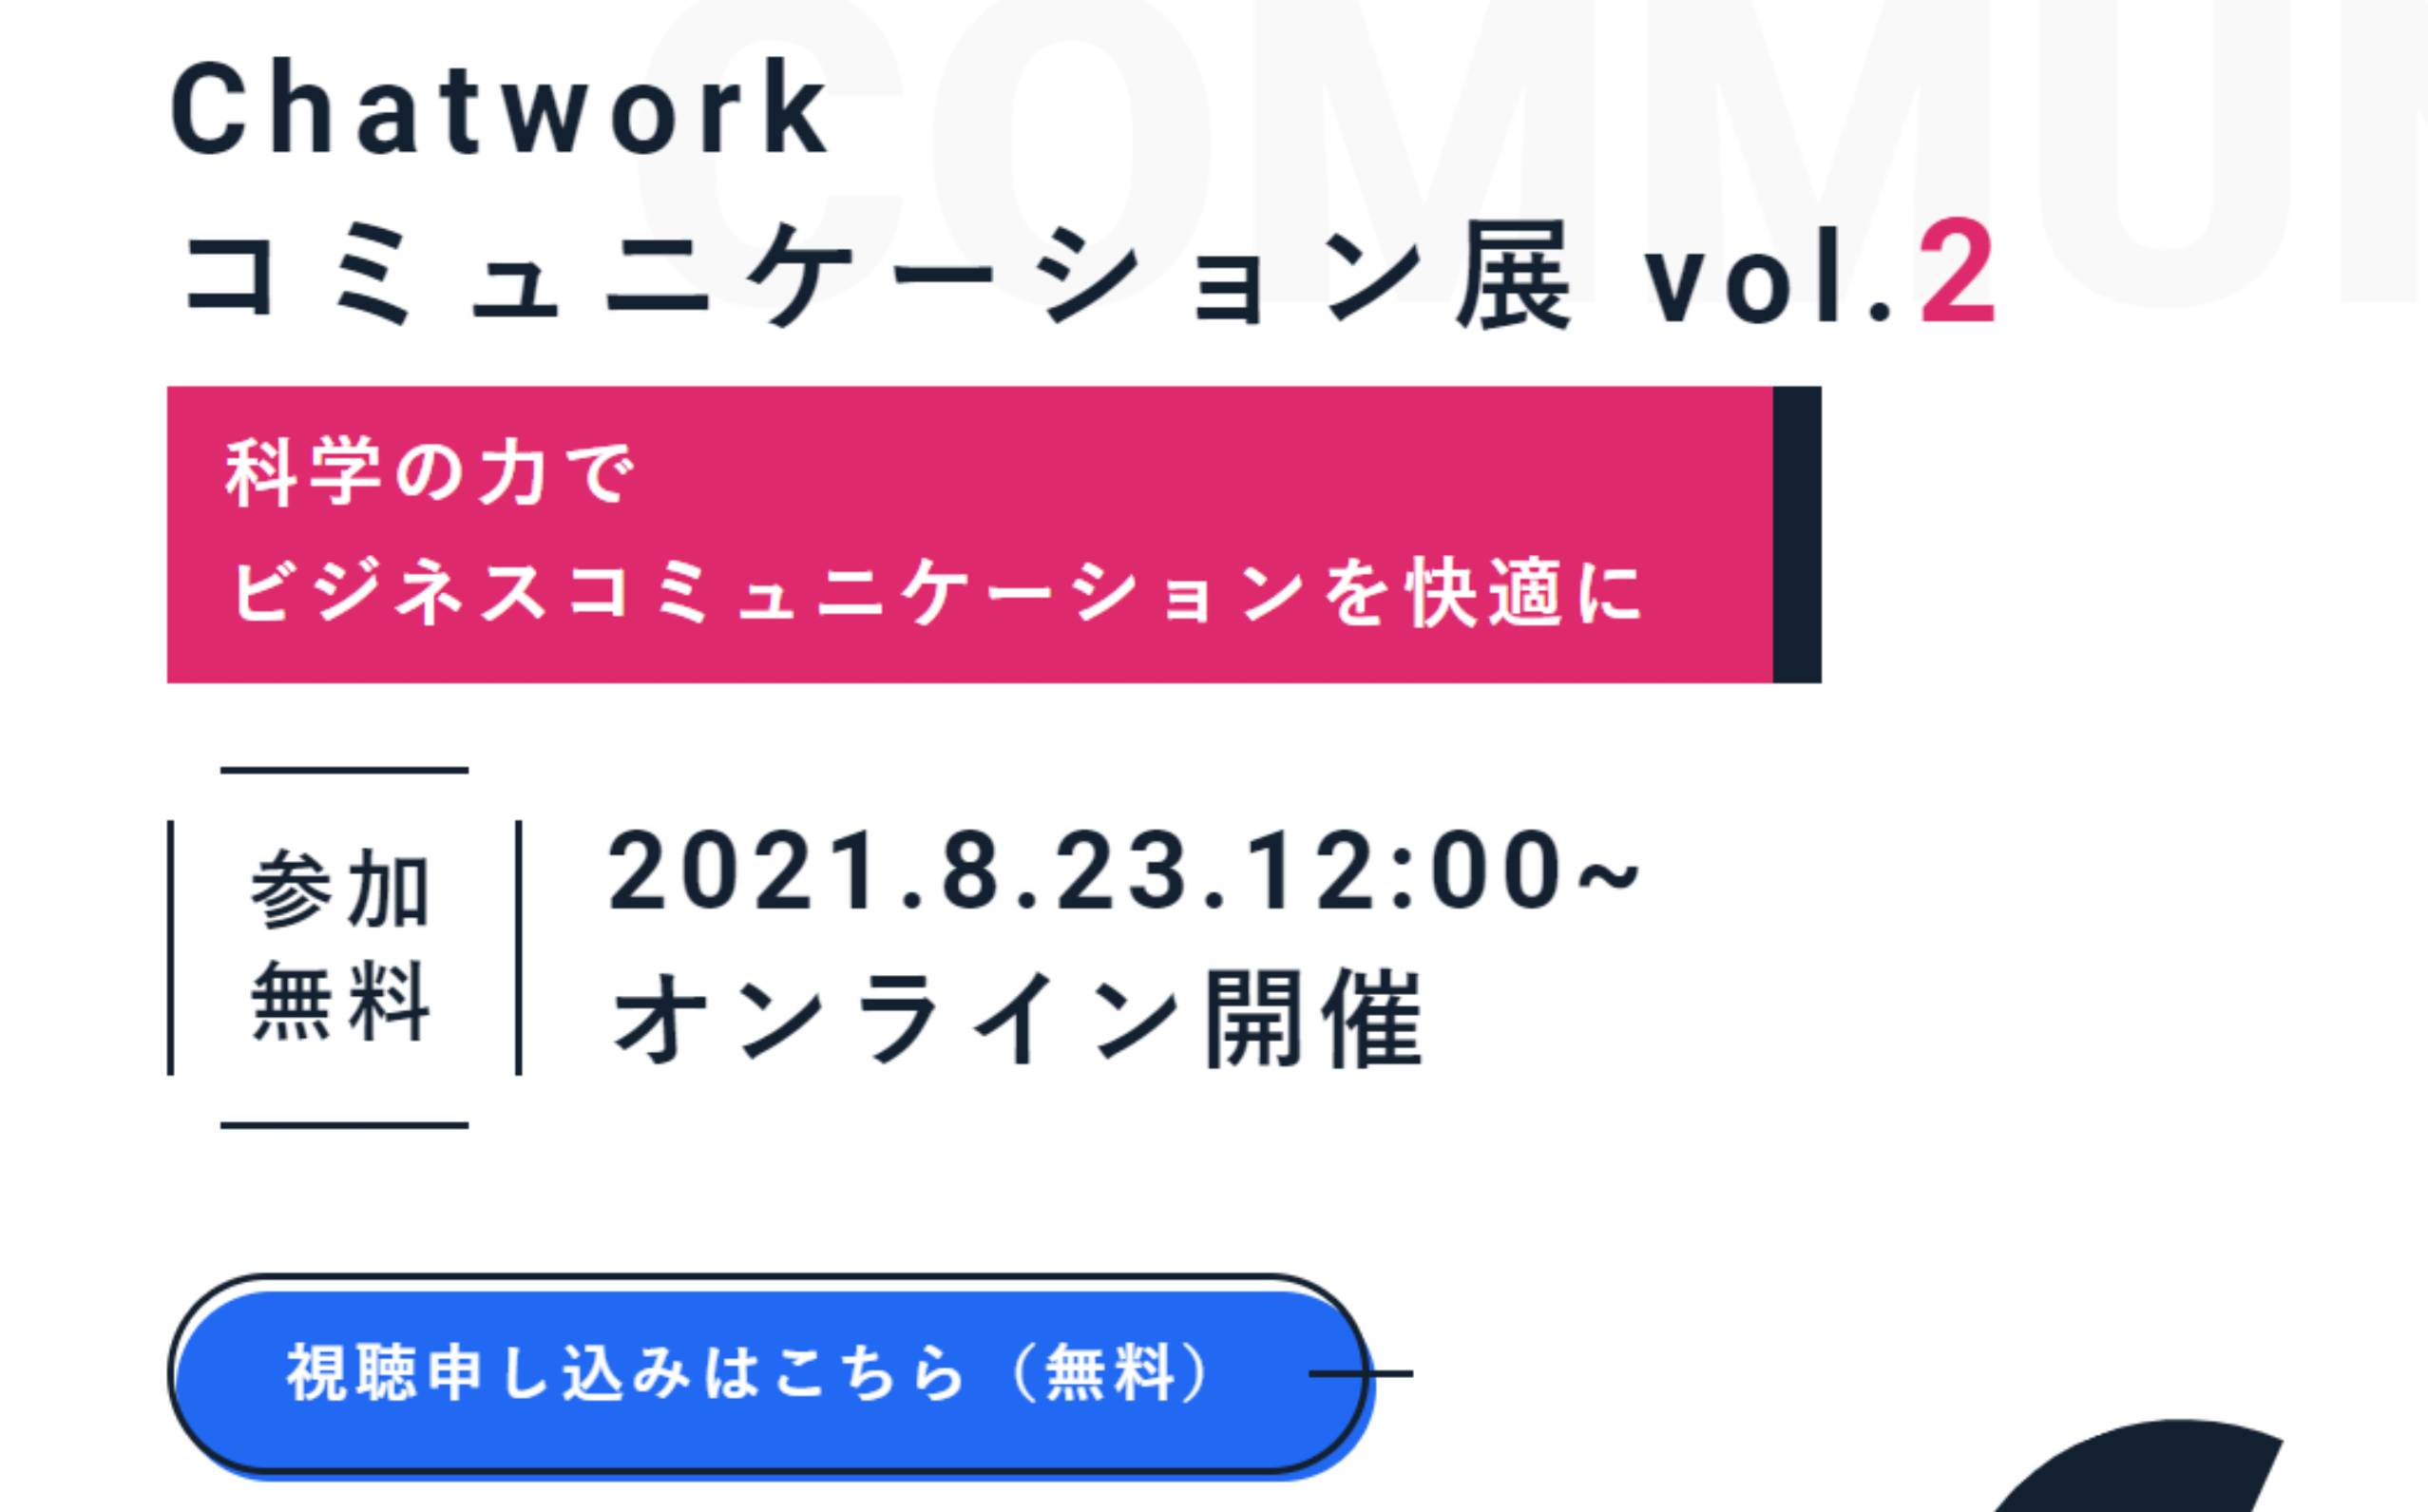 COMMUN
Chatwork
コミュニケーション展 vol.2
科学の力で
ビジネスコミュニケーションを快適に
参加
無料
2021.8.23.12:00~
オンライン開催
視聴申し込みはこちら（無料）